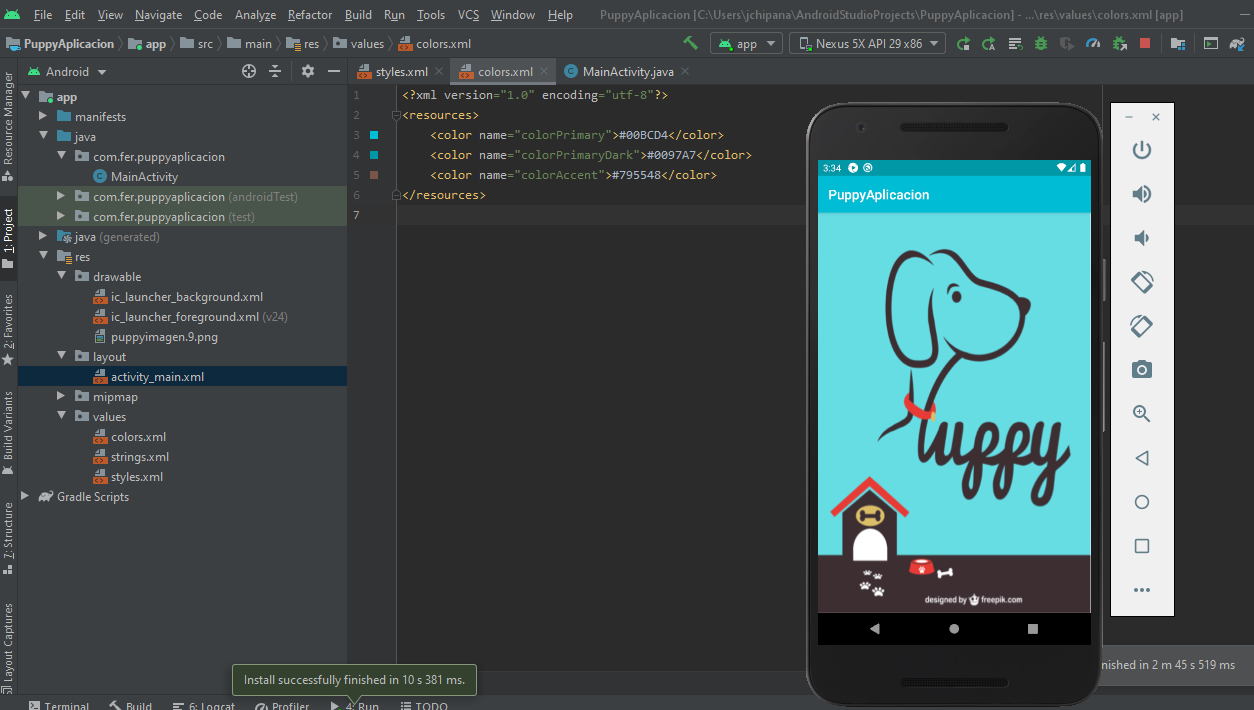 File Edit View Navigate Code Analyze Refactor Build Run Tools VCS Window Help PuppyAplicacion [C:\Users\jchipana\AndroidStudioProjects\PuppyAplicacion] - ...\res\values\colors.xml [app]
PuppyAplicacion app src main res values colors.xml app Nexus 5X API 29 x86
Android
styles.xml colors.xml MainActivity.java
Resource Manager
1: Project
2: Favorites
Build Variants
7: Structure
Layout Captures
app
manifests
java
com.fer.puppyaplicacion
MainActivity
com.fer.puppyaplicacion (androidTest)
com.fer.puppyaplicacion (test)
java (generated)
res
drawable
ic_launcher_background.xml
ic_launcher_foreground.xml (v24)
puppyimagen.9.png
layout
activity_main.xml
mipmap
values
colors.xml
strings.xml
styles.xml
Gradle Scripts
1 <?xml version="1.0" encoding="utf-8"?>
2 <resources>
3 <color name="colorPrimary">#00BCD4</color>
4 <color name="colorPrimaryDark">#0097A7</color>
5 <color name="colorAccent">#795548</color>
6 </resources>
7
3:34
PuppyAplicacion
Puppy
designed by freepik.com
Install successfully finished in 10 s 381 ms.
nished in 2 m 45 s 519 ms
Terminal Build 6: Logcat Profiler 4: Run TODO